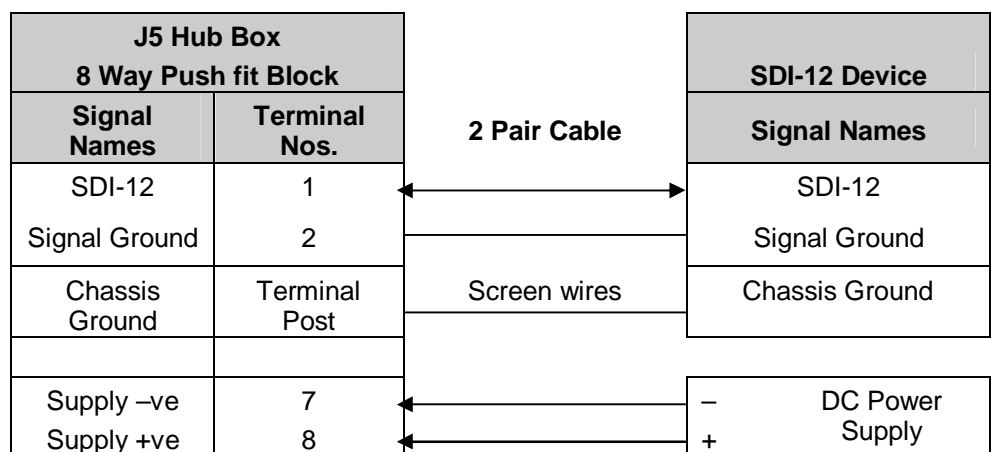 J5 Hub Box
8 Way Push fit Block
SDI-12 Device
Signal Names
Terminal Nos.
2 Pair Cable
Signal Names
SDI-12
1
SDI-12
Signal Ground
2
Signal Ground
Chassis Ground
Terminal Post
Screen wires
Chassis Ground
Supply –ve
7
–
DC Power Supply
Supply +ve
8
+